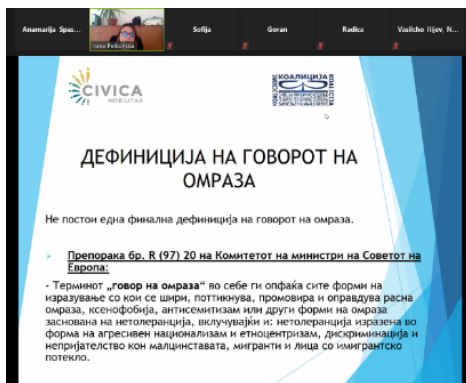 Anamarija Spas...
Sofija
Goran
Radica
Vasilcho Iljev, N...
CIVICA
MOBILITAS
КОАЛИЦИЈА
ДЕФИНИЦИЈА НА ГОВОРОТ НА
ОМРАЗА
Не постои една финална дефиниција на говорот на омраза.
Препорака бр. R (97) 20 на Комитетот на министри на Советот на
Европа:
- Терминот „говор на омраза“ во себе ги опфаќа сите форми на
изразување со кои се шири, поттикнува, промовира и оправдува расна
омраза, ксенофобија, антисемитизам или други форми на омраза
заснована на нетолеранција, вклучувајќи и: нетолеранција изразена во
форма на агресивен национализам и етноцентризам, дискриминација и
непријателство кон малцинствата, мигранти и лица со имигрантско
потекло.